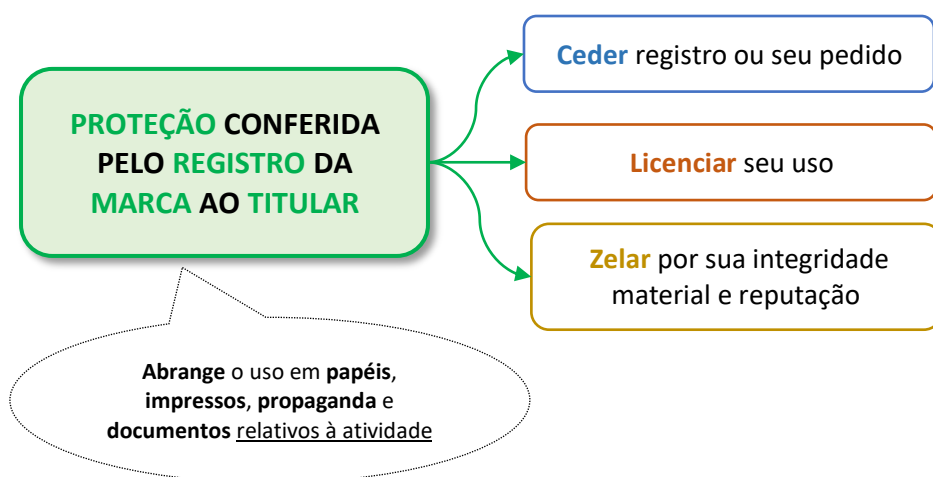 PROTEÇÃO CONFERIDA
PELO REGISTRO DA
MARCA AO TITULAR
Ceder registro ou seu pedido
Licenciar seu uso
Zelar por sua integridade
material e reputação
Abrange o uso em papéis,
impressos, propaganda e
documentos relativos à atividade